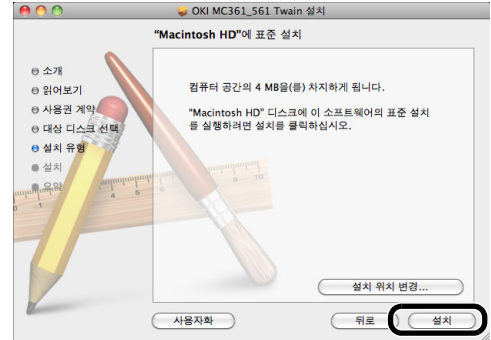 OKI MC361_561 Twain 설치
“Macintosh HD”에 표준 설치
소개
읽어보기
사용권 계약
대상 디스크 선택
설치 유형
설치
요약
컴퓨터 공간의 4 MB을(를) 차지하게 됩니다.
“Macintosh HD” 디스크에 이 소프트웨어의 표준 설치
를 실행하려면 설치를 클릭하십시오.
설치 위치 변경...
사용자화
뒤로
설치